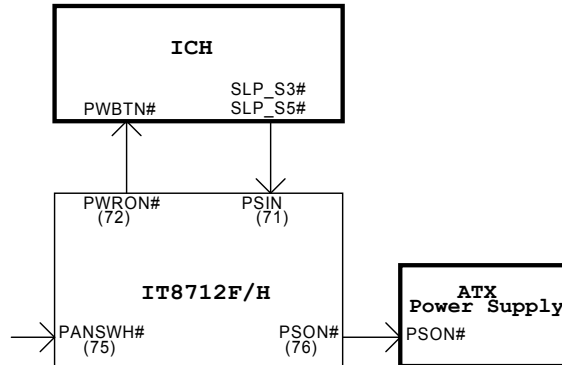 ICH
SLP_S3#
PWBTN# SLP_S5#
PWRON# PSIN
(72) (71)
IT8712F/H
ATX
Power Supply
PANSWH# PSON# PSON#
(75) (76)